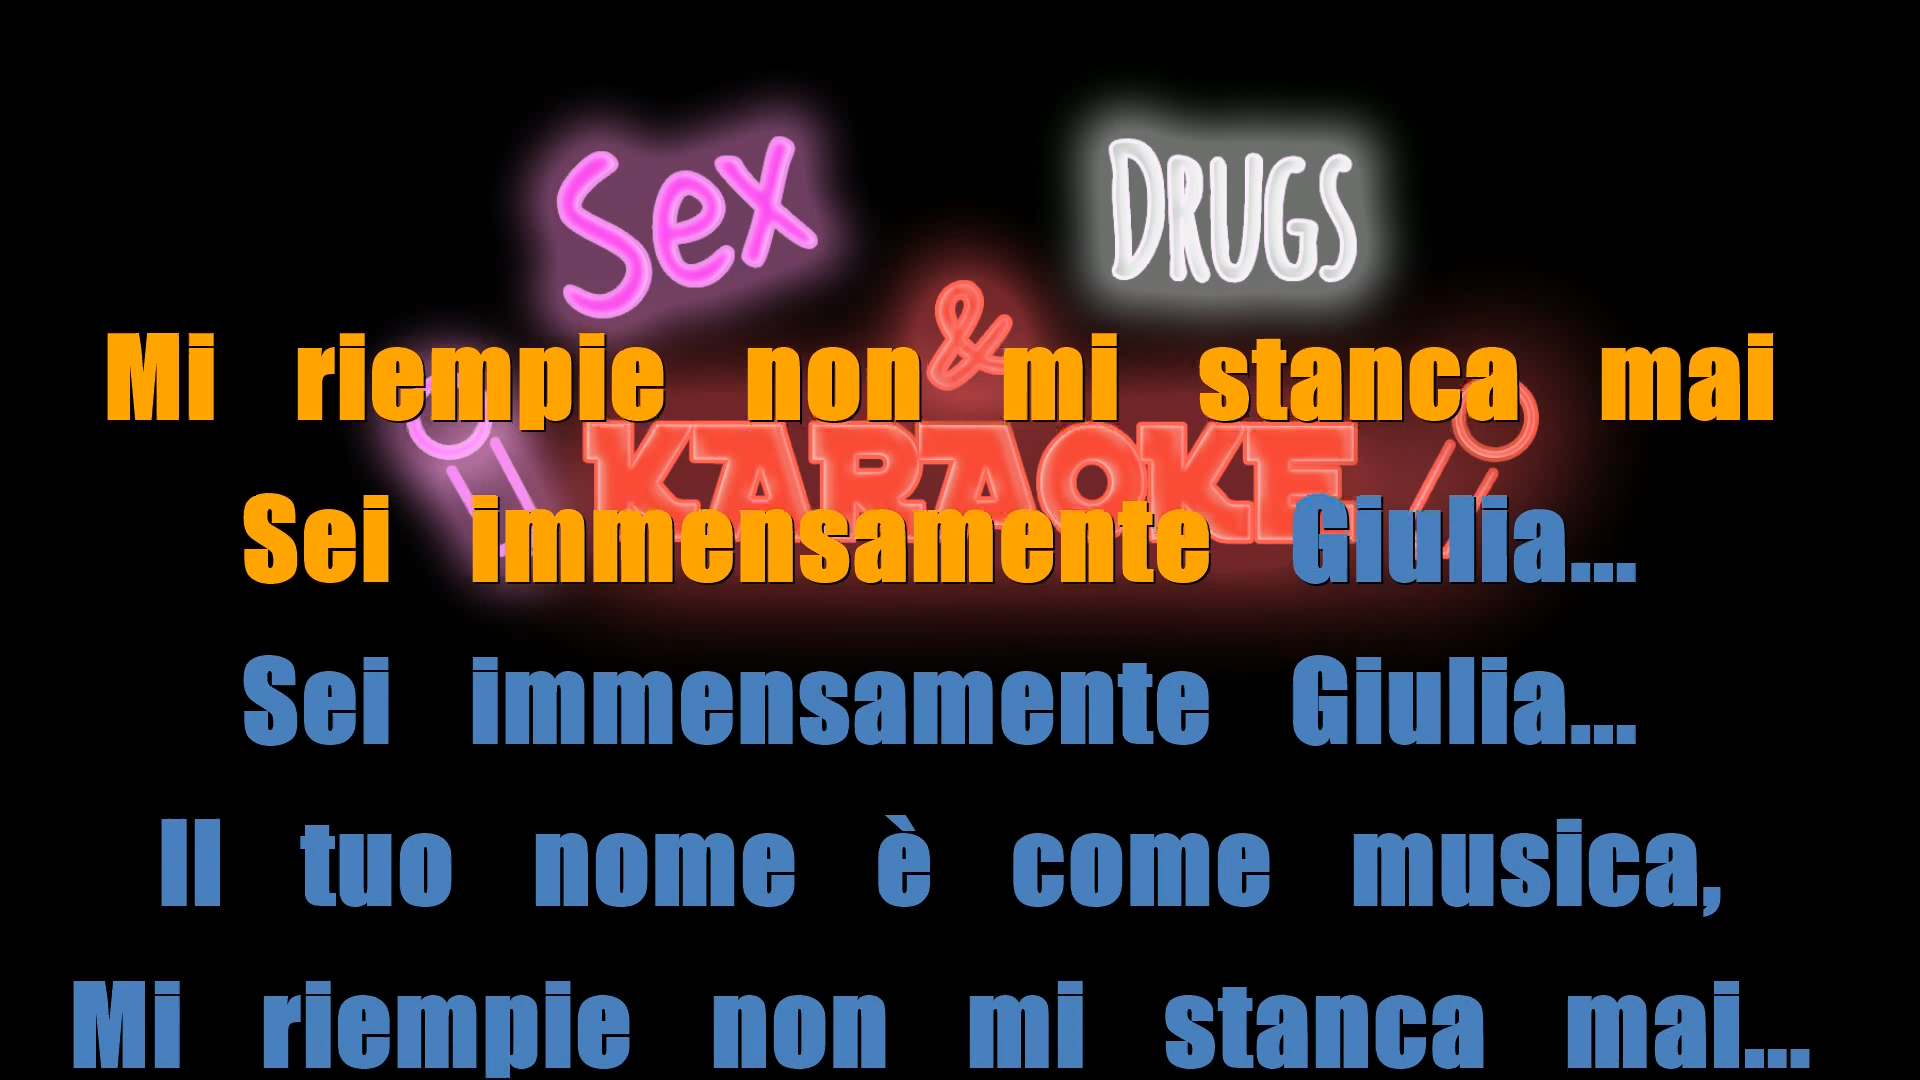 Sex DRUGS
&
KARAOKE
Mi riempie non mi stanca mai
Sei immensamente Giulia...
Sei immensamente Giulia...
Il tuo nome è come musica,
Mi riempie non mi stanca mai...